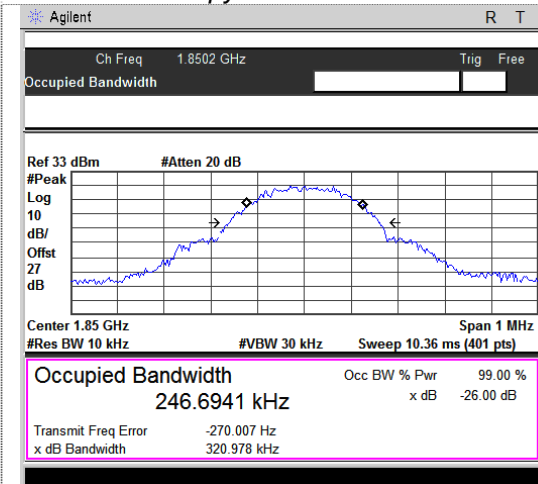 Agilent R T
Ch Freq 1.8502 GHz Trig Free
Occupied Bandwidth
Ref 33 dBm #Atten 20 dB
#Peak
Log
10
dB/
Offst
27
dB
Center 1.85 GHz Span 1 MHz
#Res BW 10 kHz #VBW 30 kHz Sweep 10.36 ms (401 pts)
Occupied Bandwidth Occ BW % Pwr 99.00 %
246.6941 kHz x dB -26.00 dB
Transmit Freq Error -270.007 Hz
x dB Bandwidth 320.978 kHz